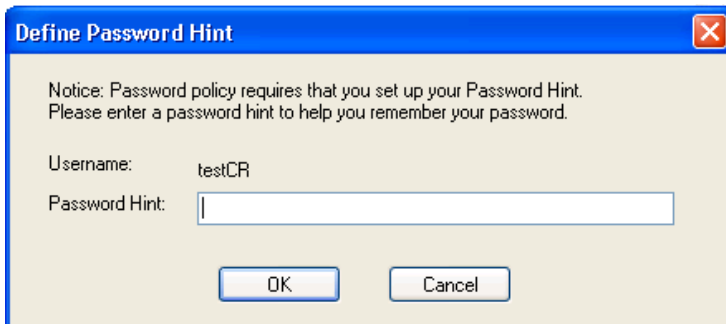 Define Password Hint
Notice: Password policy requires that you set up your Password Hint.
Please enter a password hint to help you remember your password.
Username: testCR
Password Hint:
OK Cancel